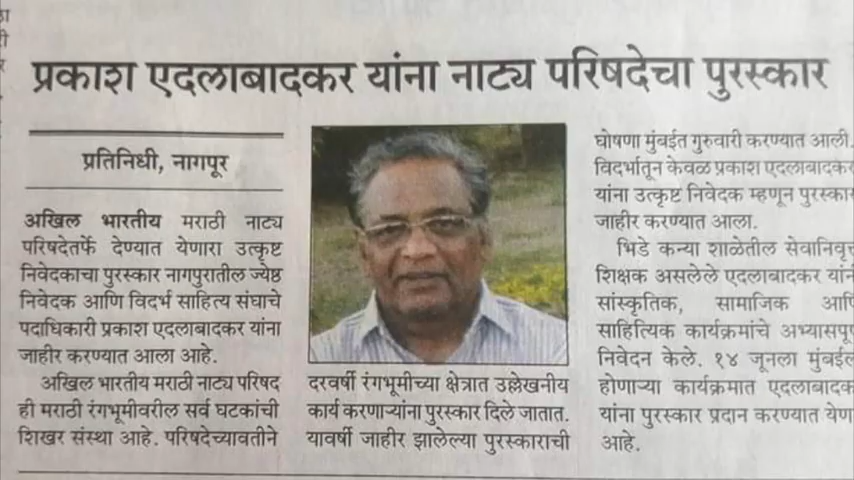 प्रकाश एदलाबादकर यांना नाट्य परिषदेचा पुरस्कार
प्रतिनिधी, नागपूर
अखिल भारतीय मराठी नाट्य
परिषदेतर्फे देण्यात येणारा उत्कृष्ट
निवेदकाचा पुरस्कार नागपुरातील ज्येष्ठ
निवेदक आणि विदर्भ साहित्य संघाचे
पदाधिकारी प्रकाश एदलाबादकर यांना
जाहीर करण्यात आला आहे.
अखिल भारतीय मराठी नाट्य परिषद
ही मराठी रंगभूमीवरील सर्व घटकांची
शिखर संस्था आहे. परिषदेच्यावतीने
दरवर्षी रंगभूमीच्या क्षेत्रात उल्लेखनीय
कार्य करणाऱ्यांना पुरस्कार दिले जातात.
यावर्षी जाहीर झालेल्या पुरस्काराची
घोषणा मुंबईत गुरुवारी करण्यात आली.
विदर्भातून केवळ प्रकाश एदलाबादकर
यांना उत्कृष्ट निवेदक म्हणून पुरस्कार
जाहीर करण्यात आला.
भिडे कन्या शाळेतील सेवानिवृत्त
शिक्षक असलेले एदलाबादकर यांनी
सांस्कृतिक, सामाजिक आणि
साहित्यिक कार्यक्रमांचे अभ्यासपूर्ण
निवेदन केले. १४ जूनला मुंबईत
होणाऱ्या कार्यक्रमात एदलाबादकर
यांना पुरस्कार प्रदान करण्यात येणार
आहे.